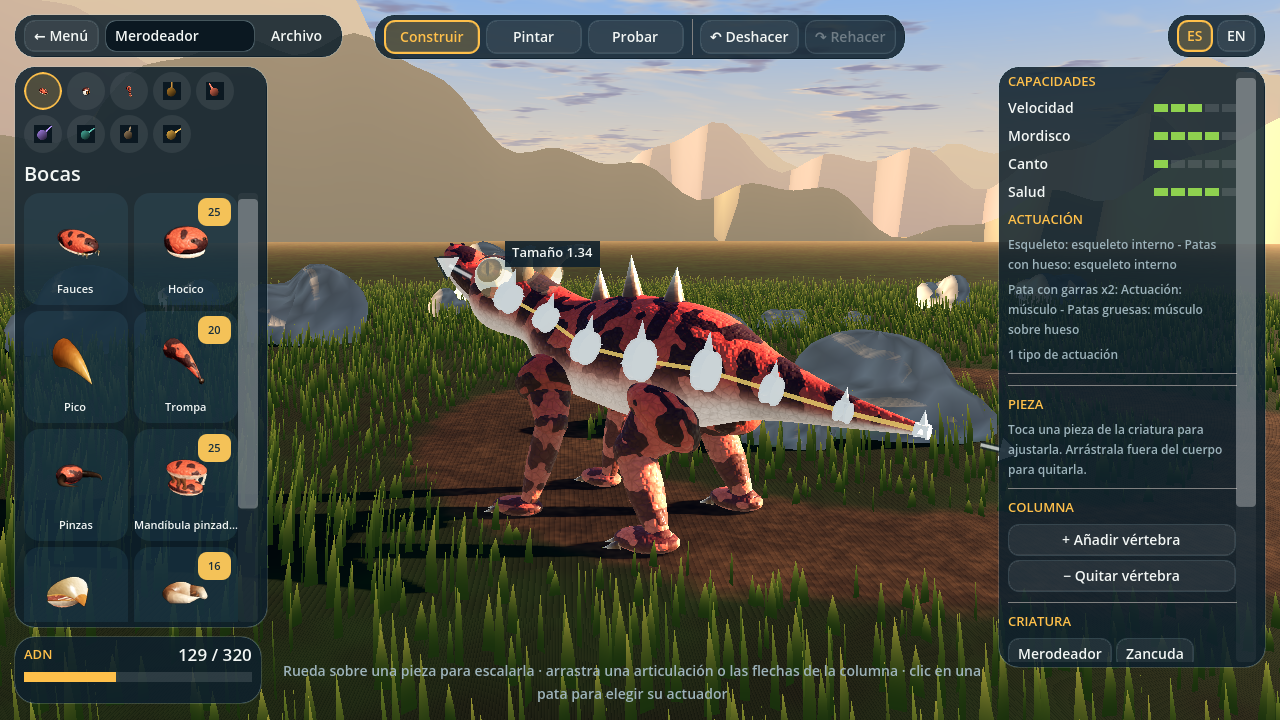 ← Menú
Merodeador
Archivo
Construir
Pintar
Probar
↶ Deshacer
↷ Rehacer
ES
EN
Bocas
25
Fauces
Hocico
20
Pico
Trompa
25
Pinzas
Mandíbula pinzad...
16
ADN
129 / 320
Tamaño 1.34
Rueda sobre una pieza para escalarla · arrastra una articulación o las flechas de la columna · clic en una
pata para elegir su actuador
CAPACIDADES
Velocidad
Mordisco
Canto
Salud
ACTUACIÓN
Esqueleto: esqueleto interno - Patas
con hueso: esqueleto interno
Pata con garras x2: Actuación:
músculo - Patas gruesas: músculo
sobre hueso
1 tipo de actuación
PIEZA
Toca una pieza de la criatura para
ajustarla. Arrástrala fuera del cuerpo
para quitarla.
COLUMNA
+ Añadir vértebra
− Quitar vértebra
CRIATURA
Merodeador
Zancuda